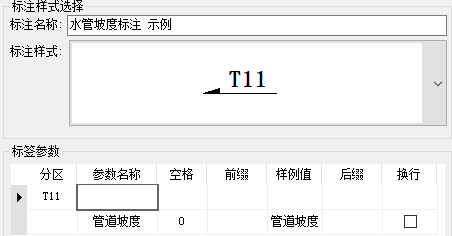 标注样式选择
标注名称: 水管坡度标注 示例
标注样式:
T11
标签参数
分区 参数名称 空格 前缀 样例值 后缀 换行
T11
管道坡度 0 管道坡度